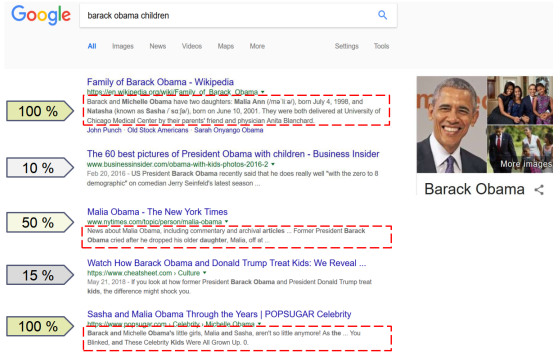 Google
barack obama children
All Images News Videos Maps More Settings Tools
Family of Barack Obama - Wikipedia
https://en.wikipedia.org/wiki/Family_of_Barack_Obama
100 %
Barack and Michelle Obama have two daughters: Malia Ann (/məˈliːə/), born July 4, 1998, and
Natasha (known as Sasha /ˈsɑːʃə/), born on June 10, 2001. They were both delivered at University of
Chicago Medical Center by their parents' friend and physician Anita Blanchard.
John Punch · Old Stock Americans · Sarah Onyango Obama
The 60 best pictures of President Obama with children - Business Insider
www.businessinsider.com/obama-with-kids-photos-2016-2
10 %
Feb 20, 2016 - US President Barack Obama recently said that he does really well "with the zero to 8
demographic" on comedian Jerry Seinfeld's latest season ...
Malia Obama - The New York Times
www.nytimes.com/topic/person/malia-obama
50 %
News about Malia Obama, including commentary and archival articles ... Former President Barack
Obama cried after he dropped his older daughter, Malia, off at ...
Watch How Barack Obama and Donald Trump Treat Kids: We Reveal ...
https://www.cheatsheet.com › Culture
15 %
May 21, 2018 - If you look at how former President Barack Obama and President Donald Trump treat
kids, the difference might shock you.
Sasha and Malia Obama Through the Years | POPSUGAR Celebrity
https://www.popsugar.com › Celebrity › Michelle Obama
100 %
Barack and Michelle Obama's little girls, Malia and Sasha, aren't so little anymore! As the ... You
Blinked, and These Celebrity Kids Were All Grown Up. 0.
More images
Barack Obama